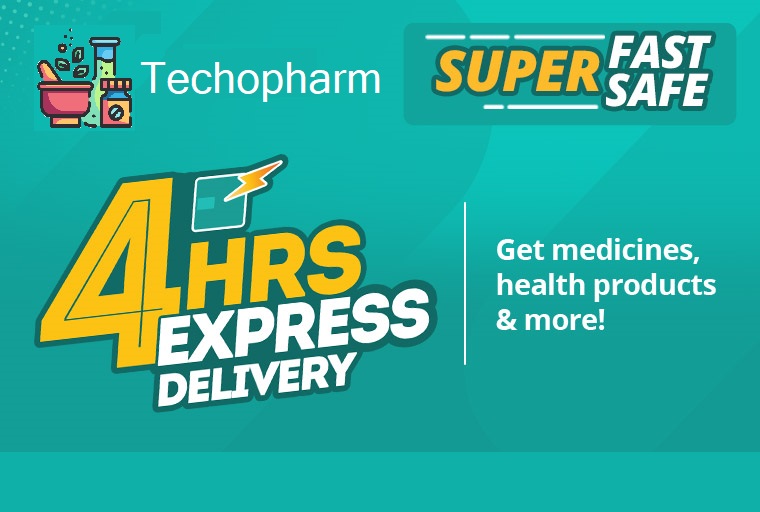 Techopharm
SUPER FAST
SAFE
4 HRS
EXPRESS
DELIVERY
Get medicines,
health products
& more!